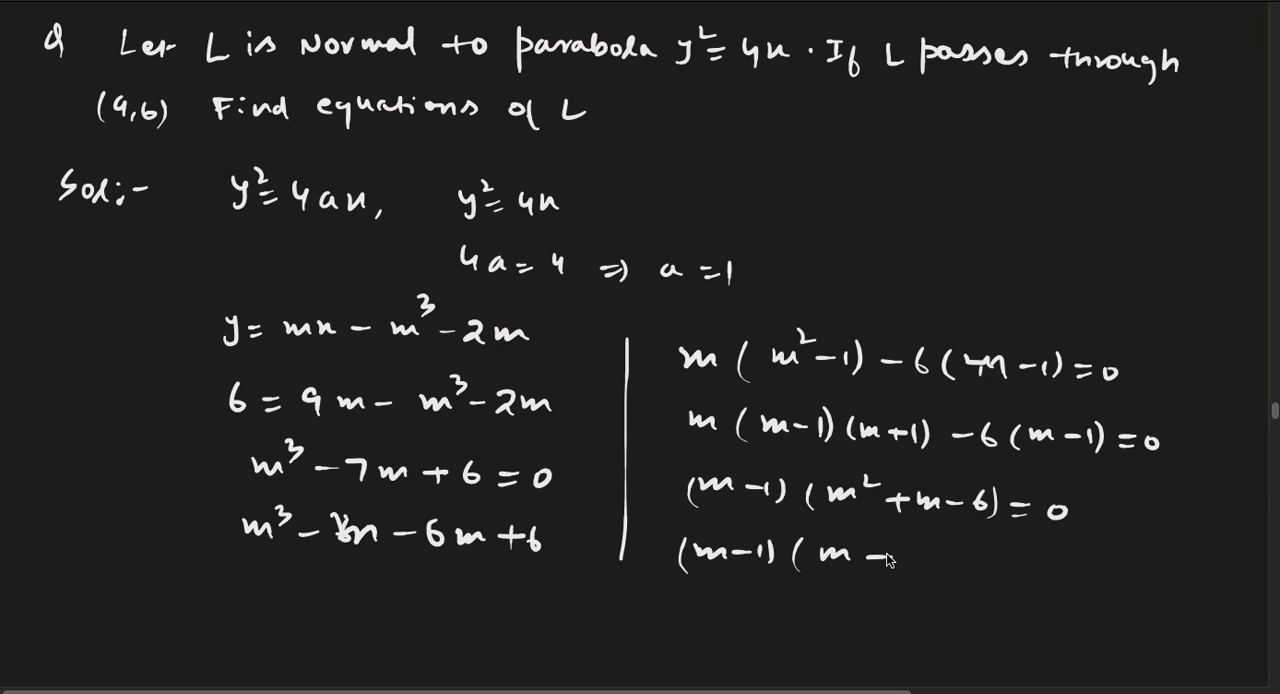 Q Let L is Normal to parabola y² = 4x . If L passes through
(9,6) Find equations of L
Sol:- y² = 4ax, y² = 4x
4a = 4 ⇒ a = 1
y = mx - m³ - 2m
6 = 9m - m³ - 2m
m³ - 7m + 6 = 0
m³ - m - 6m + 6
m(m² - 1) - 6(m - 1) = 0
m(m-1)(m+1) - 6(m-1) = 0
(m-1)(m² + m - 6) = 0
(m-1)(m -